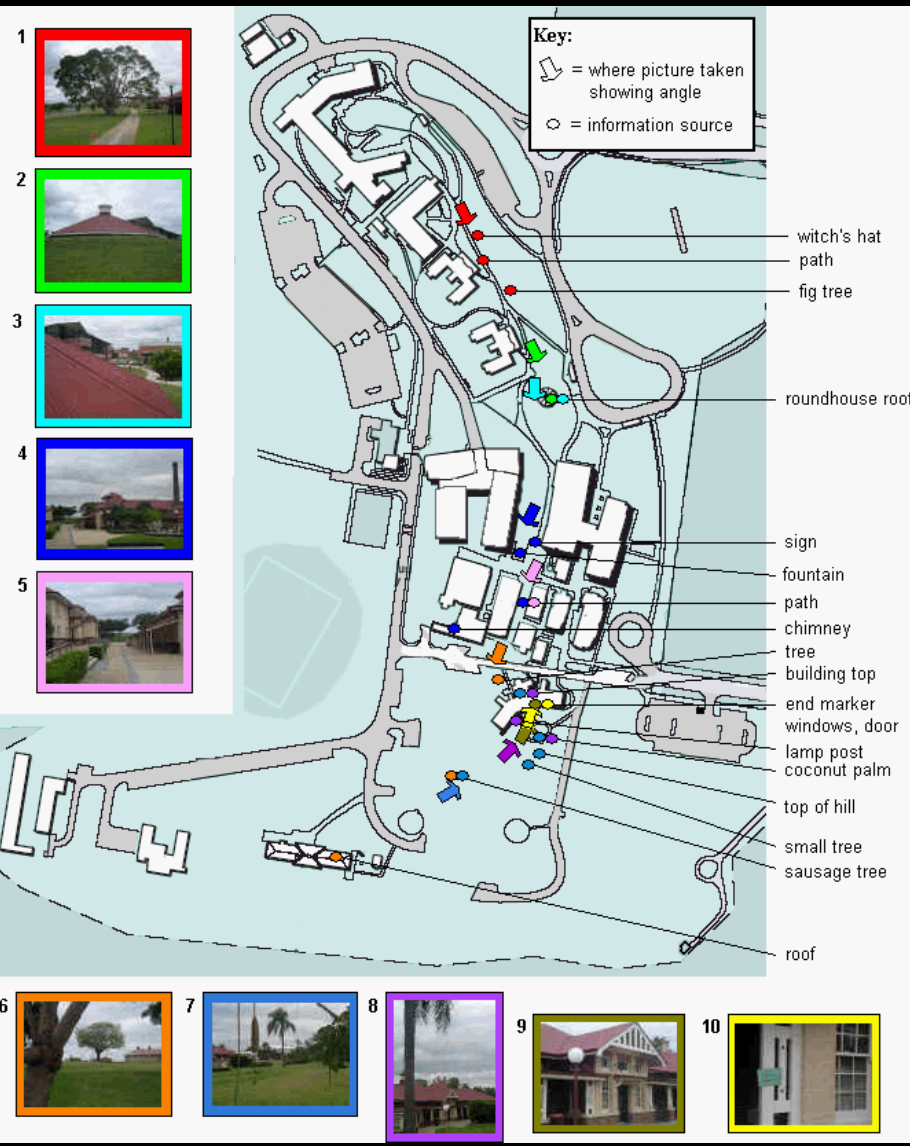 1
2
3
4
5
Key:
= where picture taken
showing angle
= information source
witch's hat
path
fig tree
roundhouse roof
sign
fountain
path
chimney
tree
building top
end marker
windows, door
lamp post
coconut palm
top of hill
small tree
sausage tree
roof
6
7
8
9
10